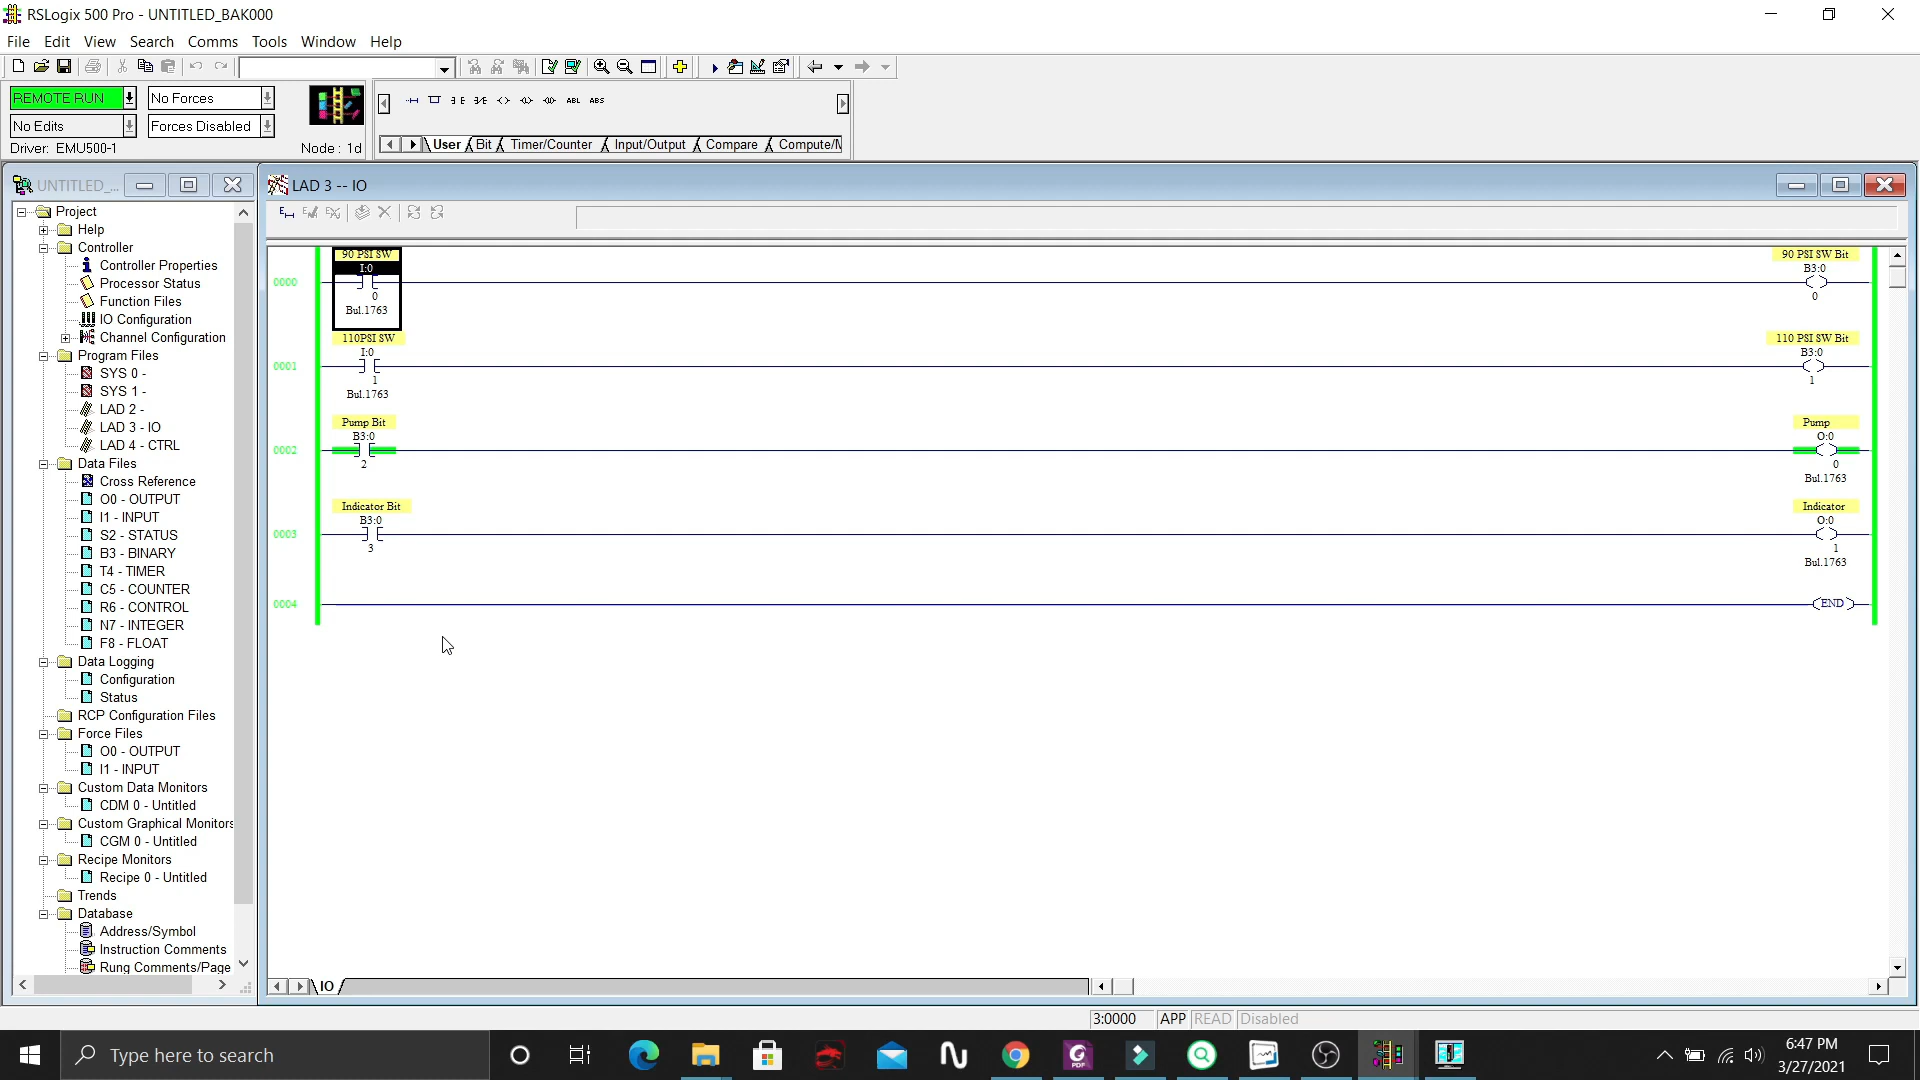 RSLogix 500 Pro - UNTITLED_BAK000
File Edit View Search Comms Tools Window Help
REMOTE RUN No Forces
No Edits Forces Disabled
Driver: EMU500-1 Node : 1d
ABL ABS
User Bit Timer/Counter Input/Output Compare Compute/M
UNTITLED_...
Project
Help
Controller
Controller Properties
Processor Status
Function Files
IO Configuration
Channel Configuration
Program Files
SYS 0 -
SYS 1 -
LAD 2 -
LAD 3 - IO
LAD 4 - CTRL
Data Files
Cross Reference
O0 - OUTPUT
I1 - INPUT
S2 - STATUS
B3 - BINARY
T4 - TIMER
C5 - COUNTER
R6 - CONTROL
N7 - INTEGER
F8 - FLOAT
Data Logging
Configuration
Status
RCP Configuration Files
Force Files
O0 - OUTPUT
I1 - INPUT
Custom Data Monitors
CDM 0 - Untitled
Custom Graphical Monitors
CGM 0 - Untitled
Recipe Monitors
Recipe 0 - Untitled
Trends
Database
Address/Symbol
Instruction Comments
Rung Comments/Page
LAD 3 -- IO
90 PSI SW 90 PSI SW Bit
I:0 B3:0
0000
0 0
Bul.1763
110PSI SW 110 PSI SW Bit
I:0 B3:0
0001
1 1
Bul.1763
Pump Bit Pump
B3:0 O:0
0002
2 0
Bul.1763
Indicator Bit Indicator
B3:0 O:0
0003
3 1
Bul.1763
0004 END
IO
3:0000 APP READ Disabled
Type here to search
PDF
6:47 PM
3/27/2021